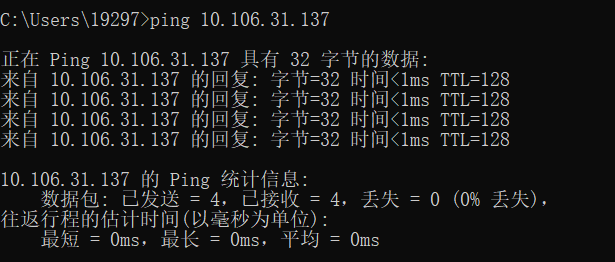 C:\Users\19297>ping 10.106.31.137
正在 Ping 10.106.31.137 具有 32 字节的数据:
来自 10.106.31.137 的回复: 字节=32 时间<1ms TTL=128
来自 10.106.31.137 的回复: 字节=32 时间<1ms TTL=128
来自 10.106.31.137 的回复: 字节=32 时间<1ms TTL=128
来自 10.106.31.137 的回复: 字节=32 时间<1ms TTL=128
10.106.31.137 的 Ping 统计信息:
数据包: 已发送 = 4，已接收 = 4，丢失 = 0 (0% 丢失)，
往返行程的估计时间(以毫秒为单位):
最短 = 0ms，最长 = 0ms，平均 = 0ms